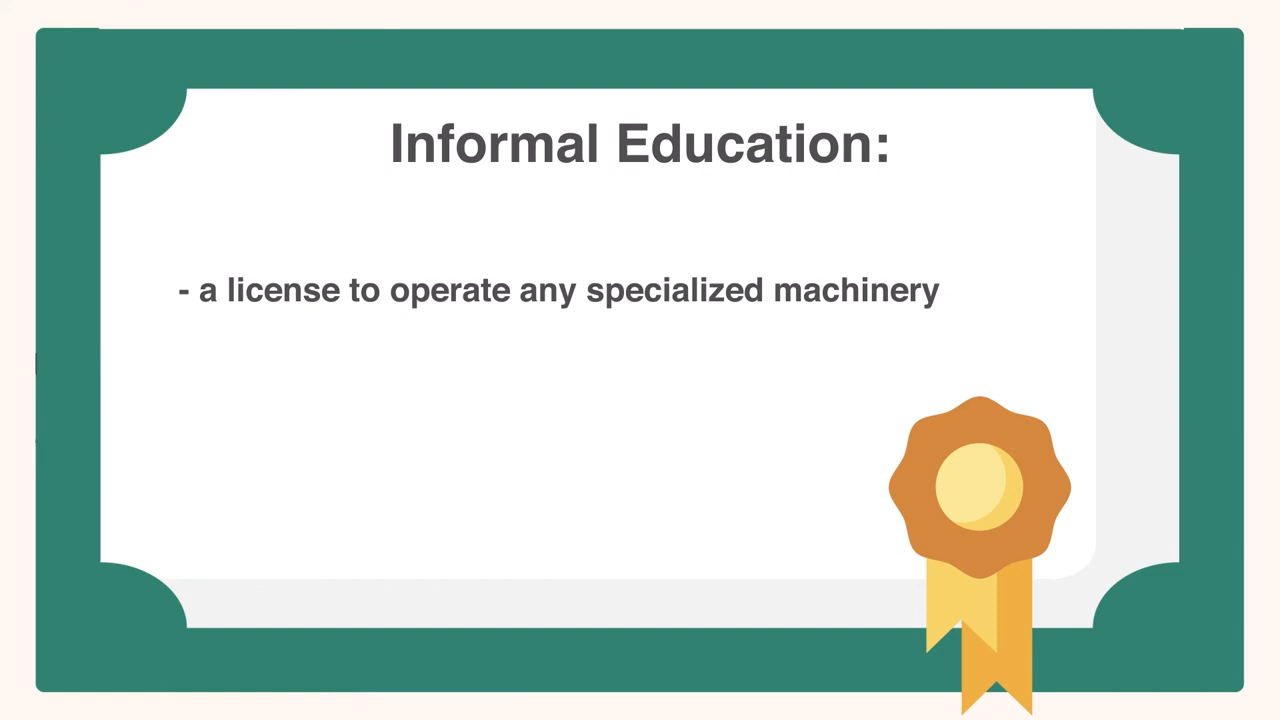 Informal Education:
- a license to operate any specialized machinery